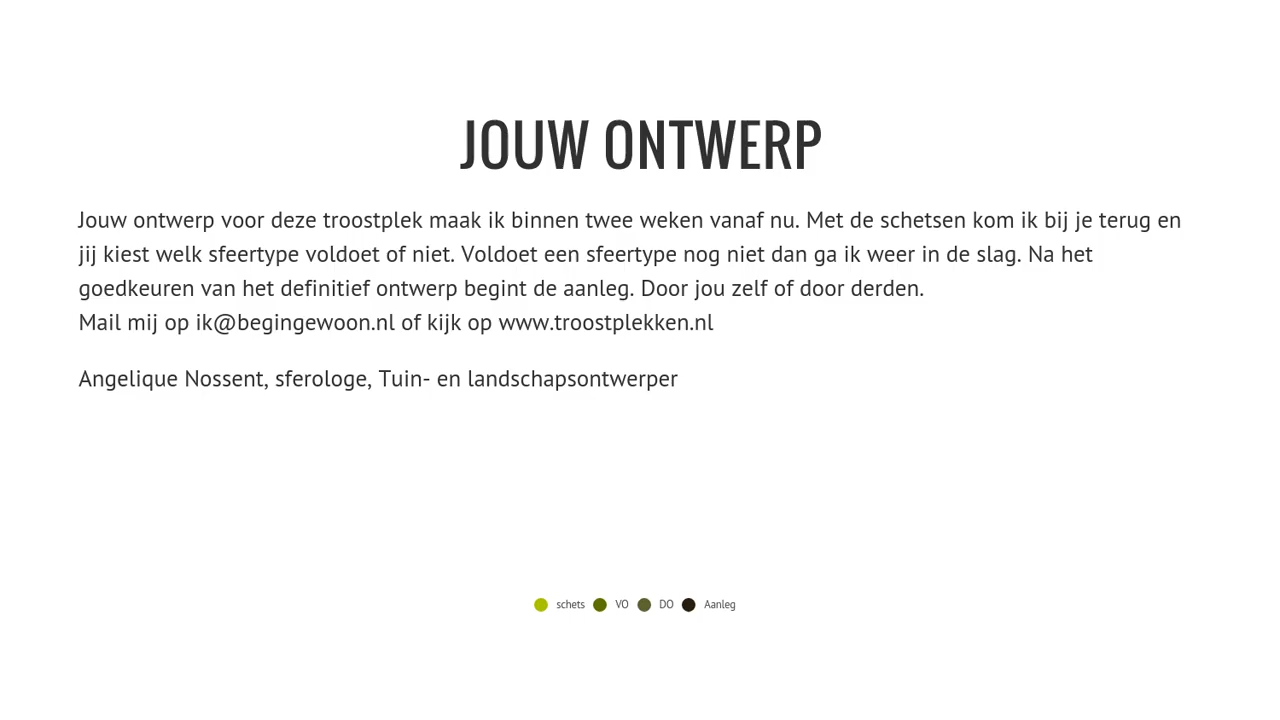 JOUW ONTWERP
Jouw ontwerp voor deze troostplek maak ik binnen twee weken vanaf nu. Met de schetsen kom ik bij je terug en
jij kiest welk sfeertype voldoet of niet. Voldoet een sfeertype nog niet dan ga ik weer in de slag. Na het
goedkeuren van het definitief ontwerp begint de aanleg. Door jou zelf of door derden.
Mail mij op ik@begingewoon.nl of kijk op www.troostplekken.nl
Angelique Nossent, sferologe, Tuin- en landschapsontwerper
schets VO DO Aanleg